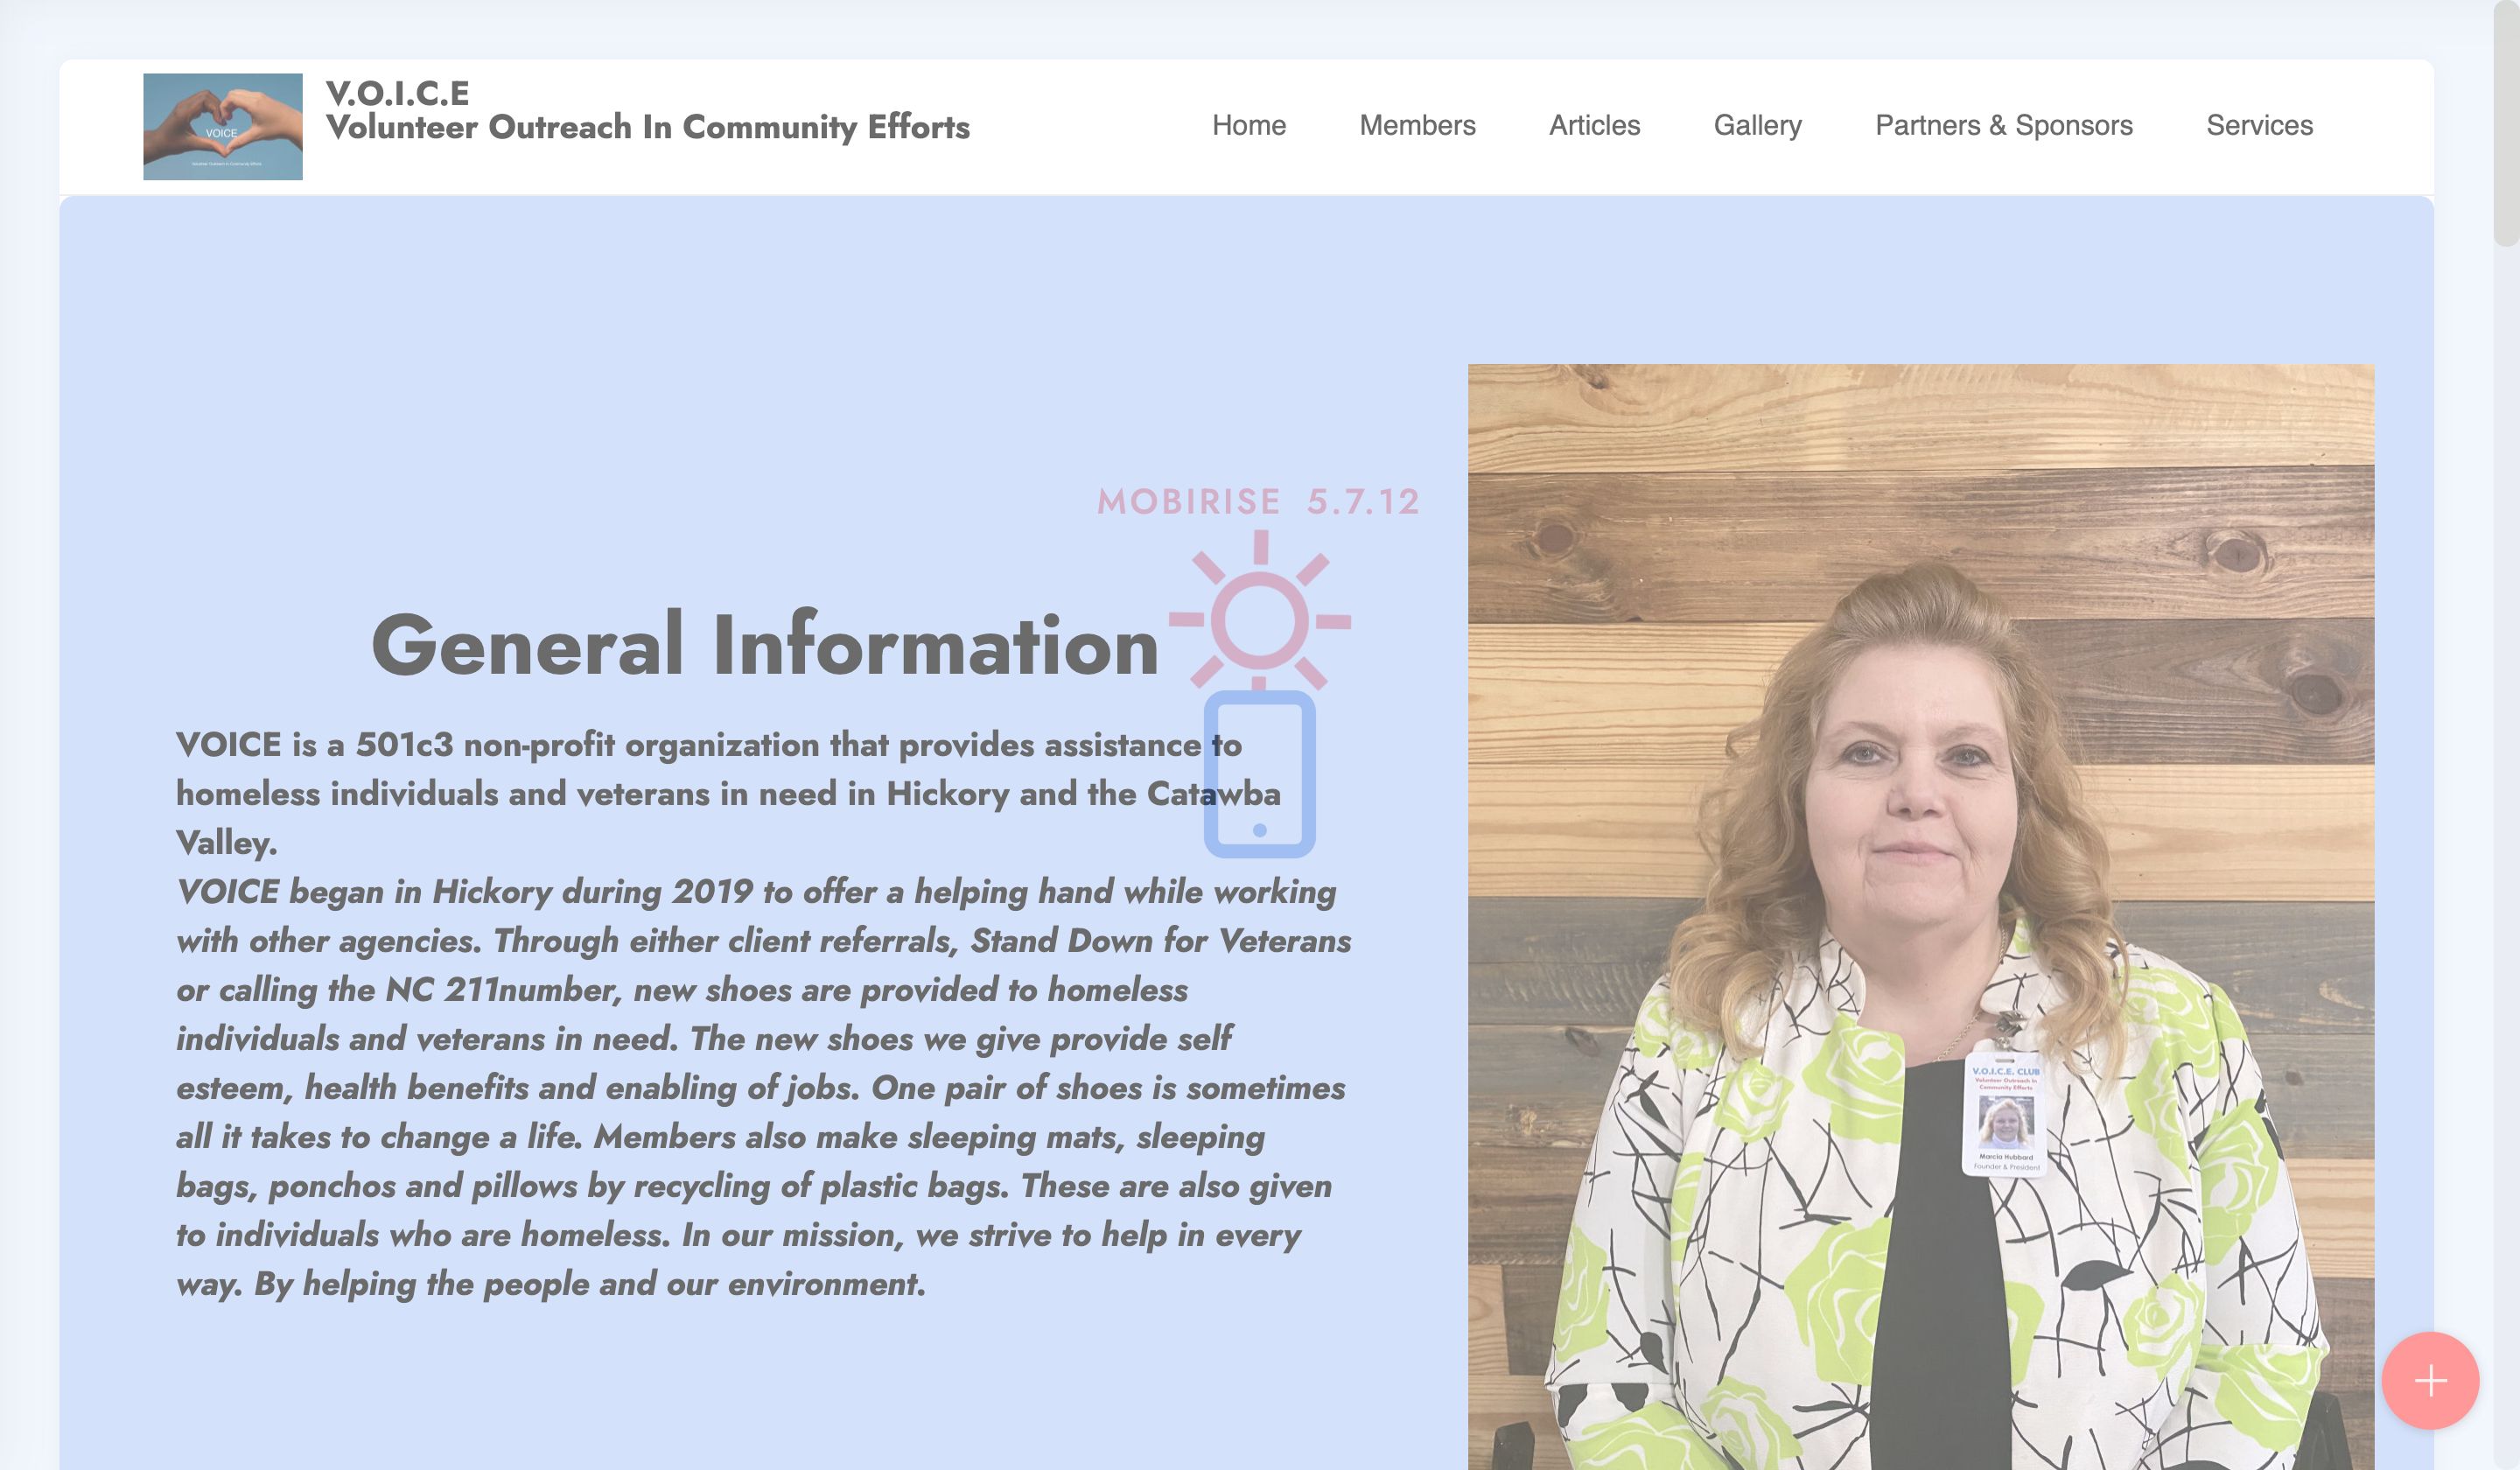 VOICE
Volunteer Outreach In Community Efforts
V.O.I.C.E
Volunteer Outreach In Community Efforts
Home
Members
Articles
Gallery
Partners & Sponsors
Services
MOBIRISE 5.7.12
General Information
VOICE is a 501c3 non-profit organization that provides assistance to
homeless individuals and veterans in need in Hickory and the Catawba
Valley.
VOICE began in Hickory during 2019 to offer a helping hand while working
with other agencies. Through either client referrals, Stand Down for Veterans
or calling the NC 211number, new shoes are provided to homeless
individuals and veterans in need. The new shoes we give provide self
esteem, health benefits and enabling of jobs. One pair of shoes is sometimes
all it takes to change a life. Members also make sleeping mats, sleeping
bags, ponchos and pillows by recycling of plastic bags. These are also given
to individuals who are homeless. In our mission, we strive to help in every
way. By helping the people and our environment.
V.O.I.C.E. CLUB
Volunteer Outreach in
Community Efforts
Marcia Hubbard
Founder & President